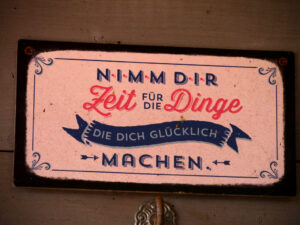 NIMM DIR
Zeit FÜR DIE Dinge
DIE DICH GLÜCKLICH
MACHEN.